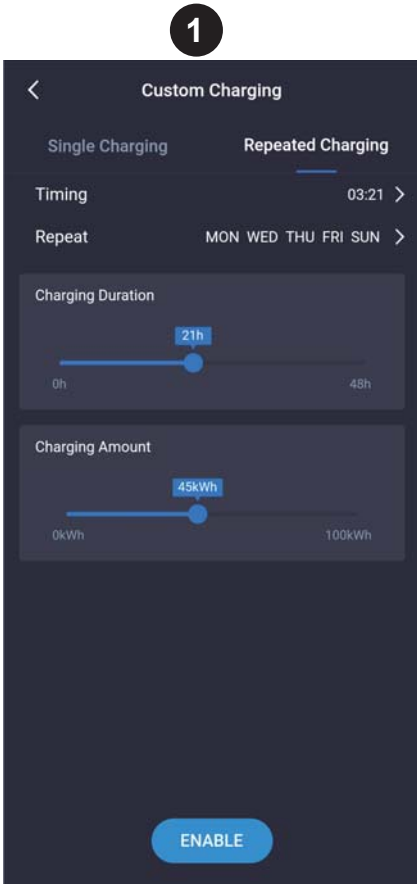 1
Custom Charging
Single Charging Repeated Charging
Timing 03:21
Repeat MON WED THU FRI SUN
Charging Duration
21h
0h 48h
Charging Amount
45kWh
0kWh 100kWh
ENABLE